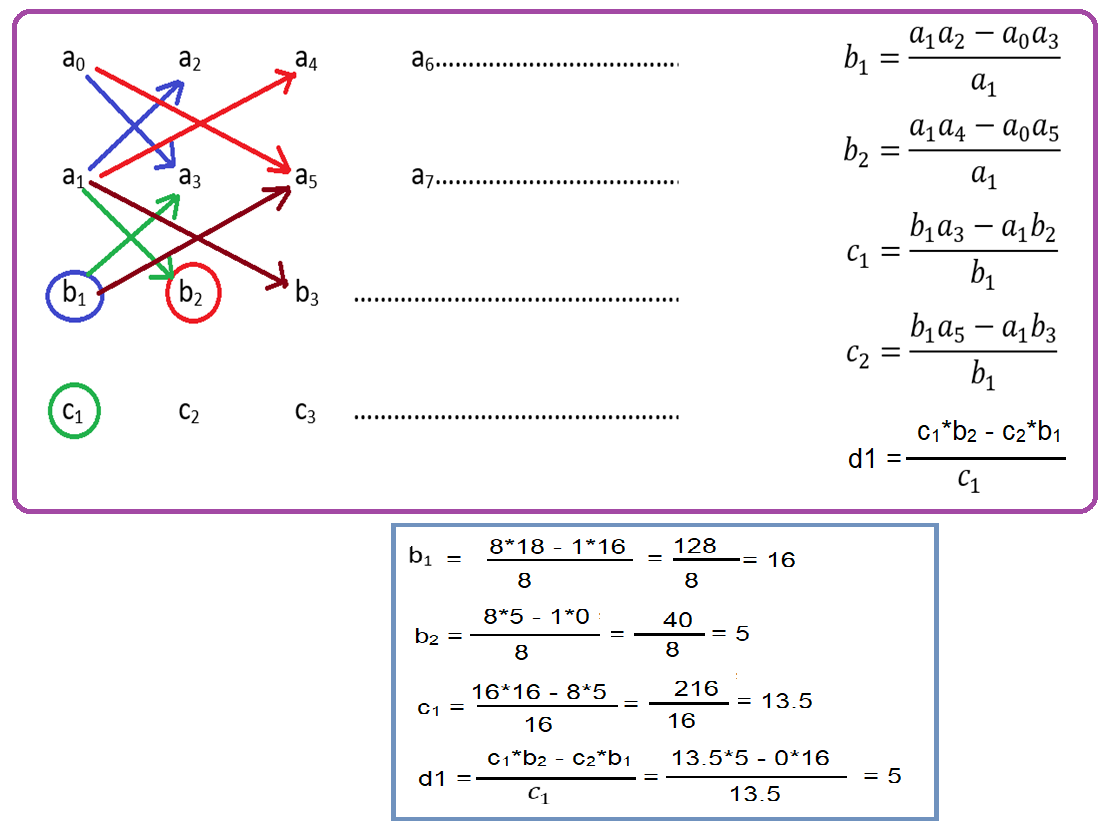 a₀ a₂ a₄ a₆..........................................
a₁ a₃ a₅ a₇..........................................
b₁ b₂ b₃ ..........................................
c₁ c₂ c₃ ..........................................
b₁ = (a₁a₂ − a₀a₃) / a₁
b₂ = (a₁a₄ − a₀a₅) / a₁
c₁ = (b₁a₃ − a₁b₂) / b₁
c₂ = (b₁a₅ − a₁b₃) / b₁
d1 = (c₁*b₂ - c₂*b₁) / c₁
b₁ = (8*18 - 1*16) / 8 = 128 / 8 = 16
b₂ = (8*5 - 1*0) / 8 = 40 / 8 = 5
c₁ = (16*16 - 8*5) / 16 = 216 / 16 = 13.5
d1 = (c₁*b₂ - c₂*b₁) / c₁ = (13.5*5 - 0*16) / 13.5 = 5